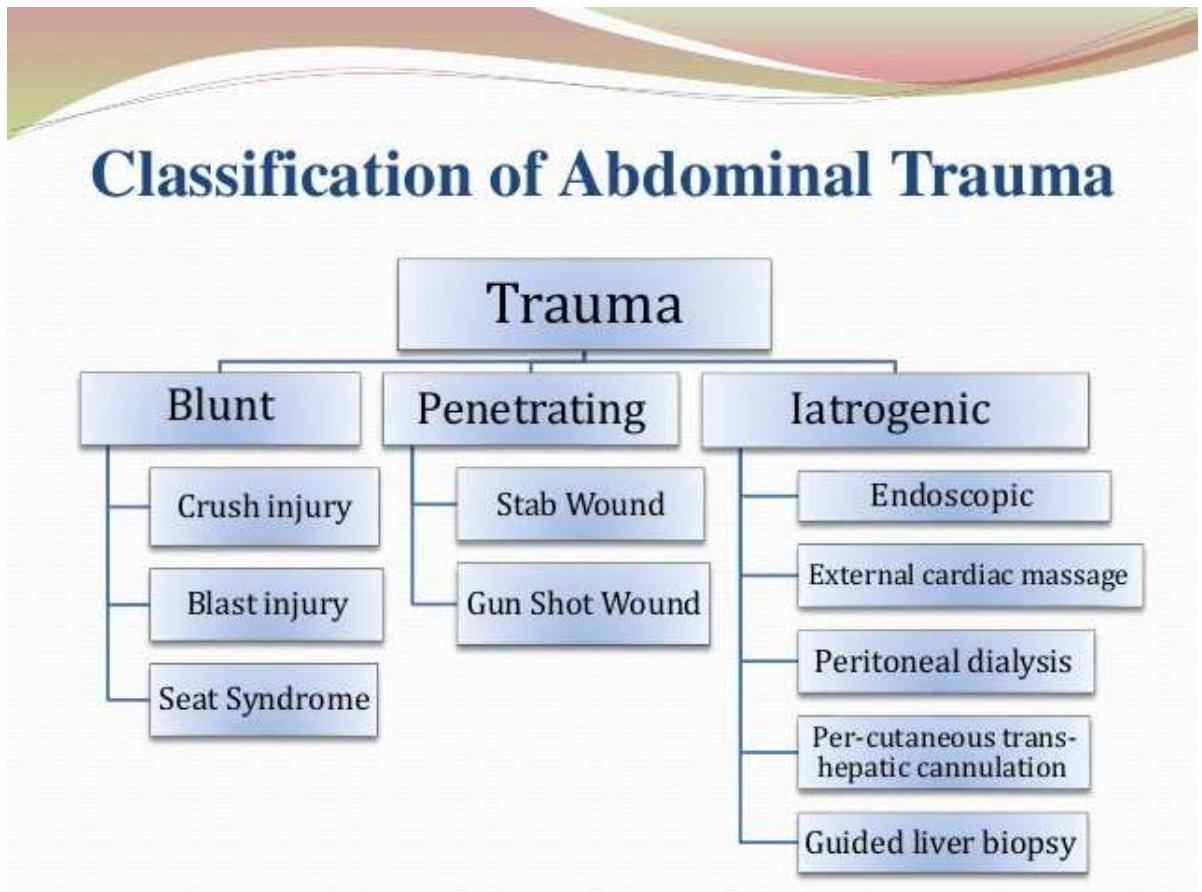 Classification of Abdominal Trauma
Trauma
Blunt
Crush injury
Blast injury
Seat Syndrome
Penetrating
Stab Wound
Gun Shot Wound
Iatrogenic
Endoscopic
External cardiac massage
Peritoneal dialysis
Per-cutaneous trans-
hepatic cannulation
Guided liver biopsy